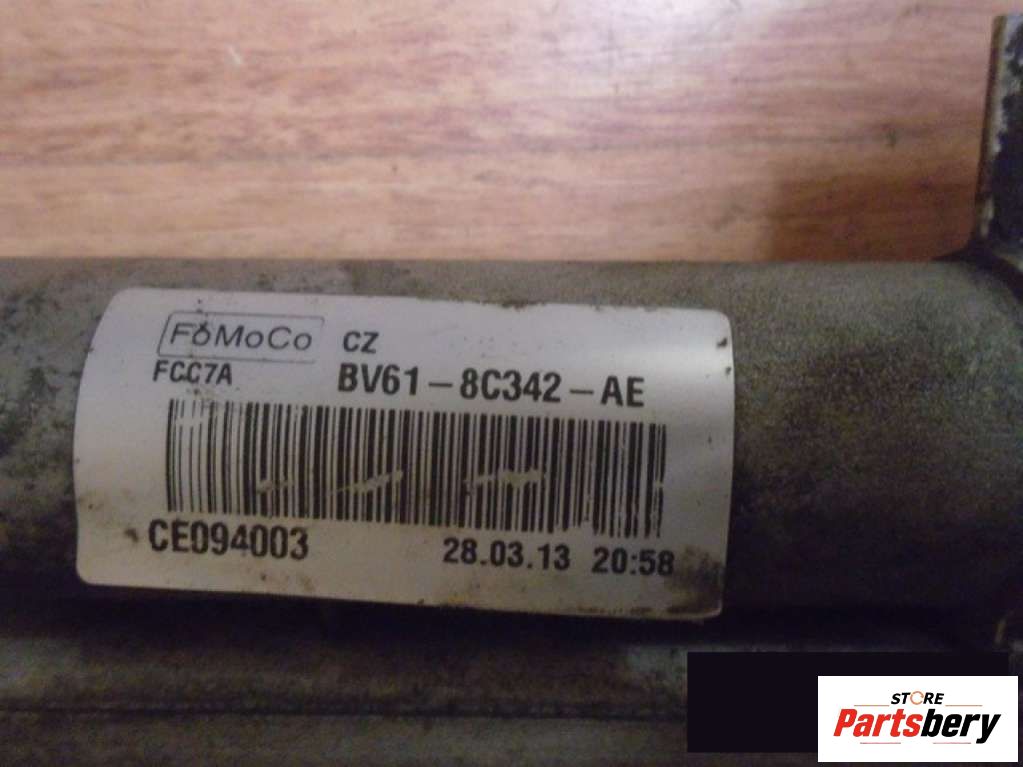 FoMoCo CZ
FCC7A BV61-8C342-AE
CE094003 28.03.13 20:58
STORE
Partsbery